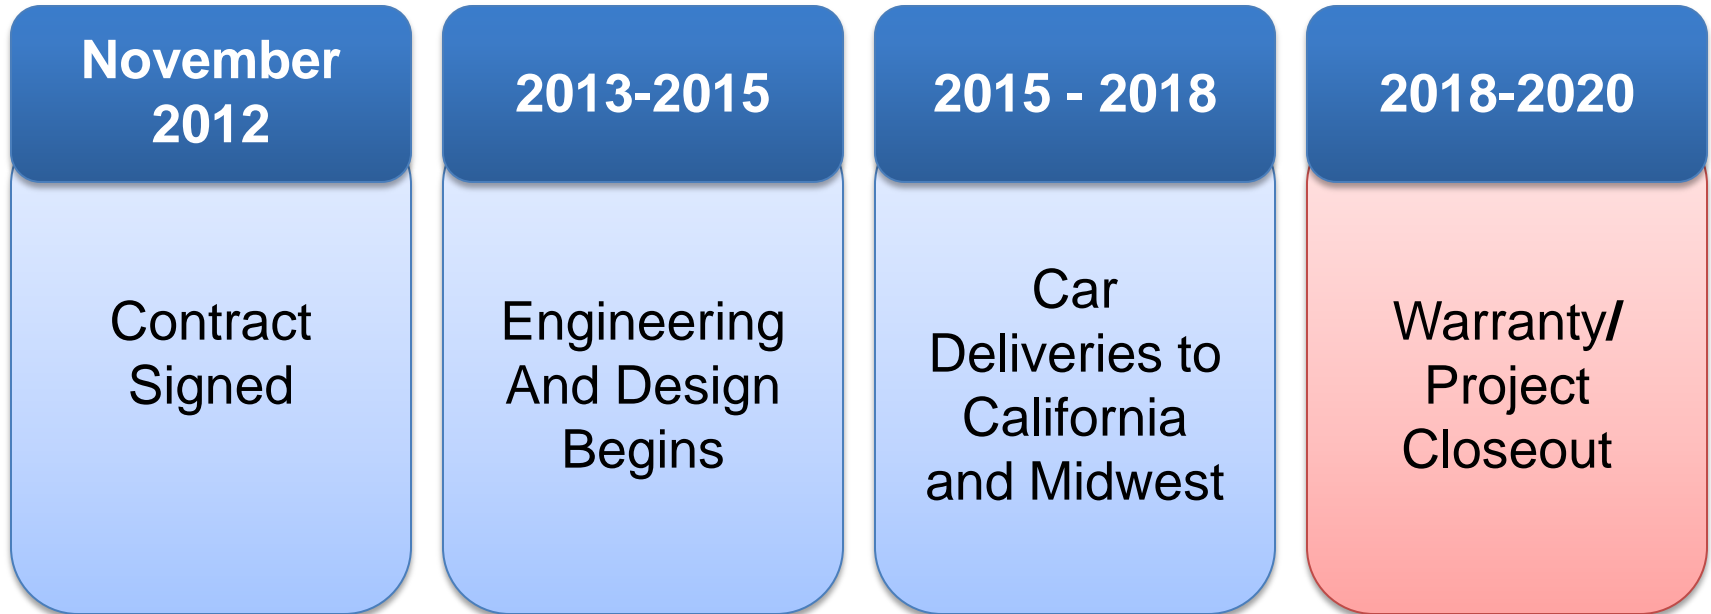 November
2012
Contract
Signed
2013-2015
Engineering
And Design
Begins
2015 - 2018
Car
Deliveries to
California
and Midwest
2018-2020
Warranty/
Project
Closeout